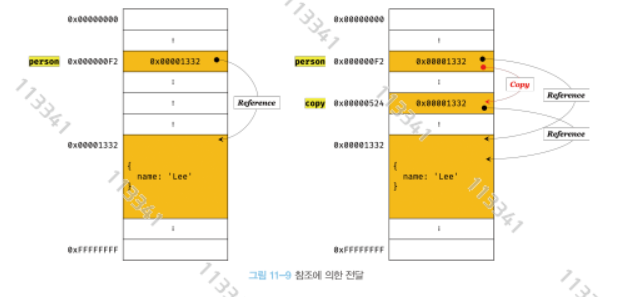 0x00000000
person 0x000000F2 0x00001332
Reference
0x00001332
{
name: 'Lee'
}
0xFFFFFFFF
0x00000000
person 0x000000F2 0x00001332
Copy
Reference
copy 0x00000524 0x00001332
Reference
0x00001332
{
name: 'Lee'
}
0xFFFFFFFF
그림 11-9 참조에 의한 전달
113341
113341
113341
113341
113341